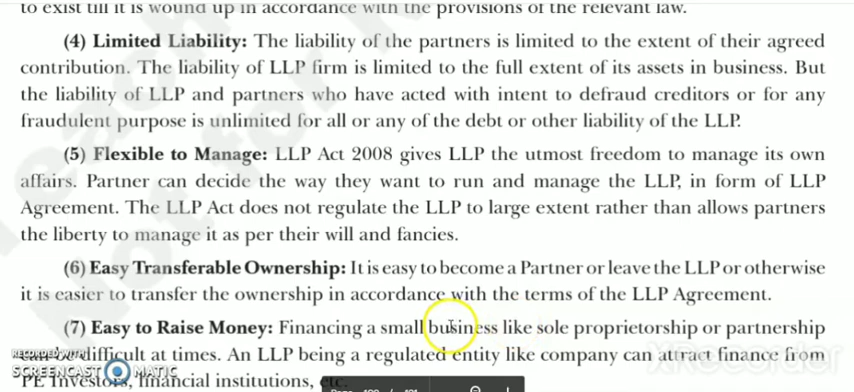 to exist till it is wound up in accordance with the provisions of the relevant law.
(4) Limited Liability: The liability of the partners is limited to the extent of their agreed
contribution. The liability of LLP firm is limited to the full extent of its assets in business. But
the liability of LLP and partners who have acted with intent to defraud creditors or for any
fraudulent purpose is unlimited for all or any of the debt or other liability of the LLP.
(5) Flexible to Manage: LLP Act 2008 gives LLP the utmost freedom to manage its own
affairs. Partner can decide the way they want to run and manage the LLP, in form of LLP
Agreement. The LLP Act does not regulate the LLP to large extent rather than allows partners
the liberty to manage it as per their will and fancies.
(6) Easy Transferable Ownership: It is easy to become a Partner or leave the LLP or otherwise
it is easier to transfer the ownership in accordance with the terms of the LLP Agreement.
(7) Easy to Raise Money: Financing a small business like sole proprietorship or partnership
difficult at times. An LLP being a regulated entity like company can attract finance from
PE Investors, financial institutions, etc.
RECORDED WITH
SCREENCAST MATIC
Page